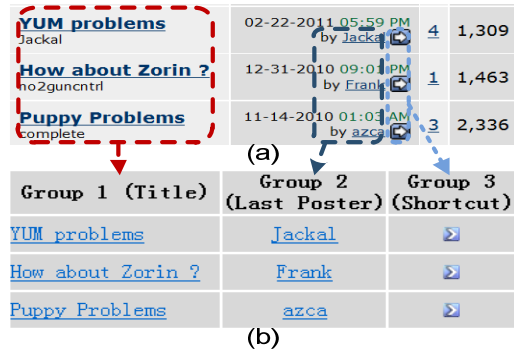 YUM problems
Jackal
02-22-2011 05:59 PM
by Jackal
4 1,309
How about Zorin ?
no2guncntrl
12-31-2010 09:01 PM
by Frank
1 1,463
Puppy Problems
complete
11-14-2010 01:03 AM
by azca
3 2,336
(a)
Group 1 (Title)
Group 2
(Last Poster)
Group 3
(Shortcut)
YUM problems Jackal
How about Zorin ? Frank
Puppy Problems azca
(b)